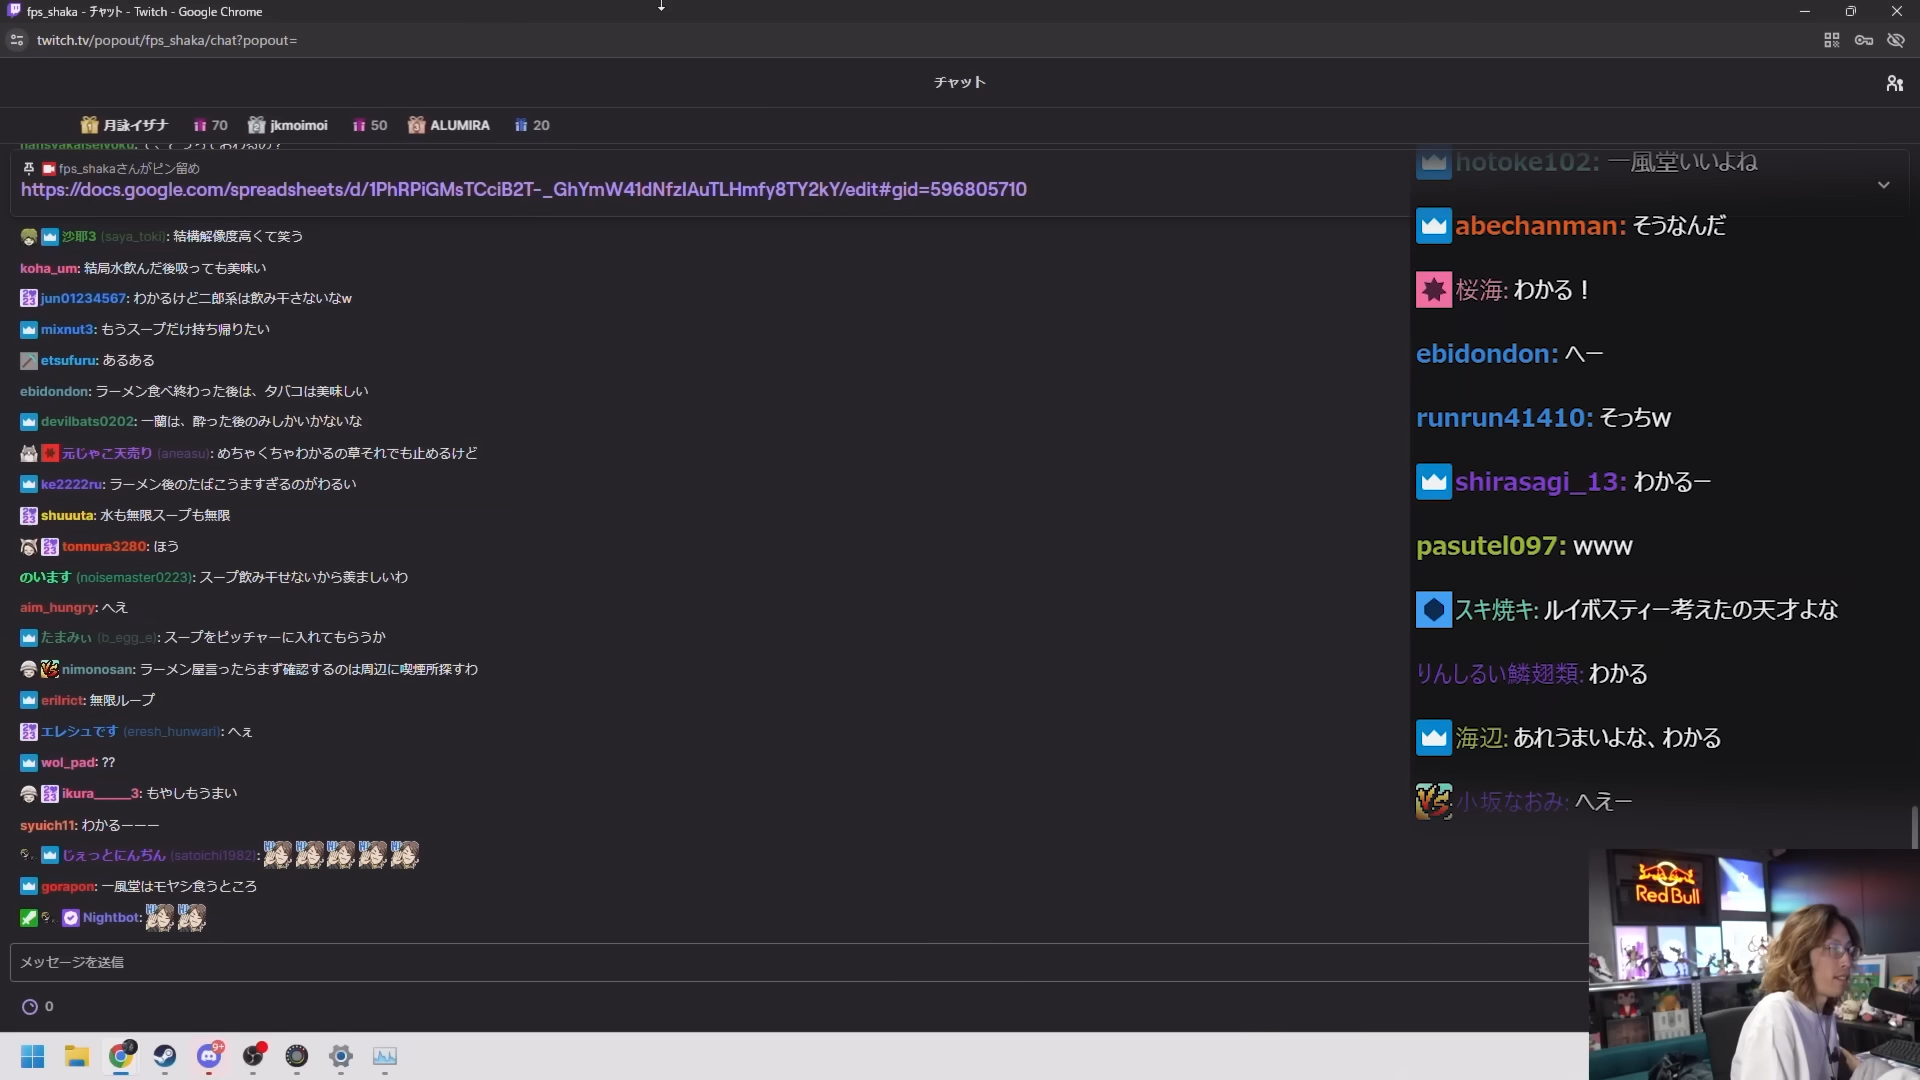 fps_shaka - チャット - Twitch - Google Chrome
twitch.tv/popout/fps_shaka/chat?popout=
チャット
月詠イザナ 70 jkmoimoi 50 ALUMIRA 20
fps_shakaさんがピン留め
https://docs.google.com/spreadsheets/d/1PhRPiGMsTCciB2T-_GhYmW41dNfzIAuTLHmfy8TY2kY/edit#gid=596805710
沙耶3 (saya_toki): 結構解像度高くて笑う
koha_um: 結局水飲んだ後吸っても美味い
jun01234567: わかるけど二郎系は飲み干さないなw
mixnut3: もうスープだけ持ち帰りたい
etsufuru: あるある
ebidondon: ラーメン食べ終わった後は、タバコは美味しい
devilbats0202: 一蘭は、酔った後のみしかいかないな
元じゃこ天売り (aneasu): めちゃくちゃわかるの草それでも止めるけど
ke2222ru: ラーメン後のたばこうますぎるのがわるい
shuuuta: 水も無限スープも無限
tonnura3280: ほう
のいます (noisemaster0223): スープ飲み干せないから羨ましいわ
aim_hungry: へえ
たまみぃ (b_egg_e): スープをピッチャーに入れてもらうか
nimonosan: ラーメン屋言ったらまず確認するのは周辺に喫煙所探すわ
erilrict: 無限ループ
エレシュです (eresh_hunwari): へぇ
wol_pad: ??
ikura_____3: もやしもうまい
syuich11: わかるーーー
じぇっとにんぢん (satoichi1982):
gorapon: 一風堂はモヤシ食うところ
Nightbot:
メッセージを送信
0
hotoke102: 一風堂いいよね
abechanman: そうなんだ
桜海: わかる！
ebidondon: へー
runrun41410: そっちw
shirasagi_13: わかるー
pasutel097: www
スキ焼キ: ルイボスティー考えたの天才よな
りんしるい鱗翅類: わかる
海辺: あれうまいよな、わかる
小坂なおみ: へえー
Red Bull
9+